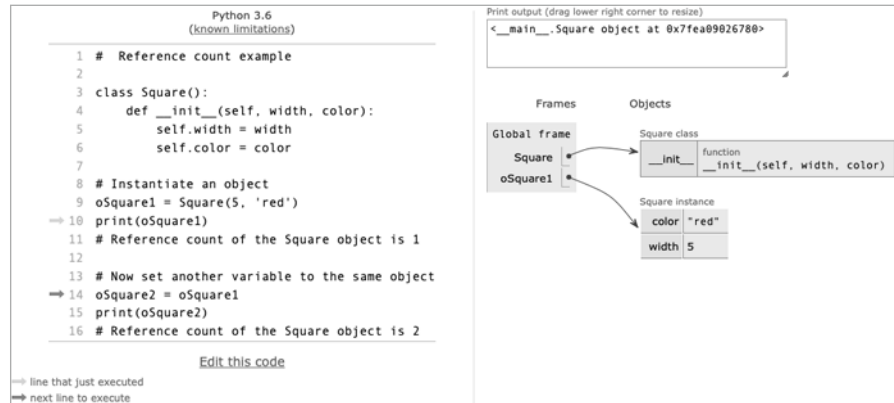 Python 3.6
(known limitations)
1 #  Reference count example
2
3 class Square():
4     def __init__(self, width, color):
5         self.width = width
6         self.color = color
7
8 # Instantiate an object
9 oSquare1 = Square(5, 'red')
10 print(oSquare1)
11 # Reference count of the Square object is 1
12
13 # Now set another variable to the same object
14 oSquare2 = oSquare1
15 print(oSquare2)
16 # Reference count of the Square object is 2
Edit this code
line that just executed
next line to execute
Print output (drag lower right corner to resize)
<__main__.Square object at 0x7fea09026780>
Frames Objects
Global frame
Square
oSquare1
Square class
__init__ function
__init__(self, width, color)
Square instance
color "red"
width 5